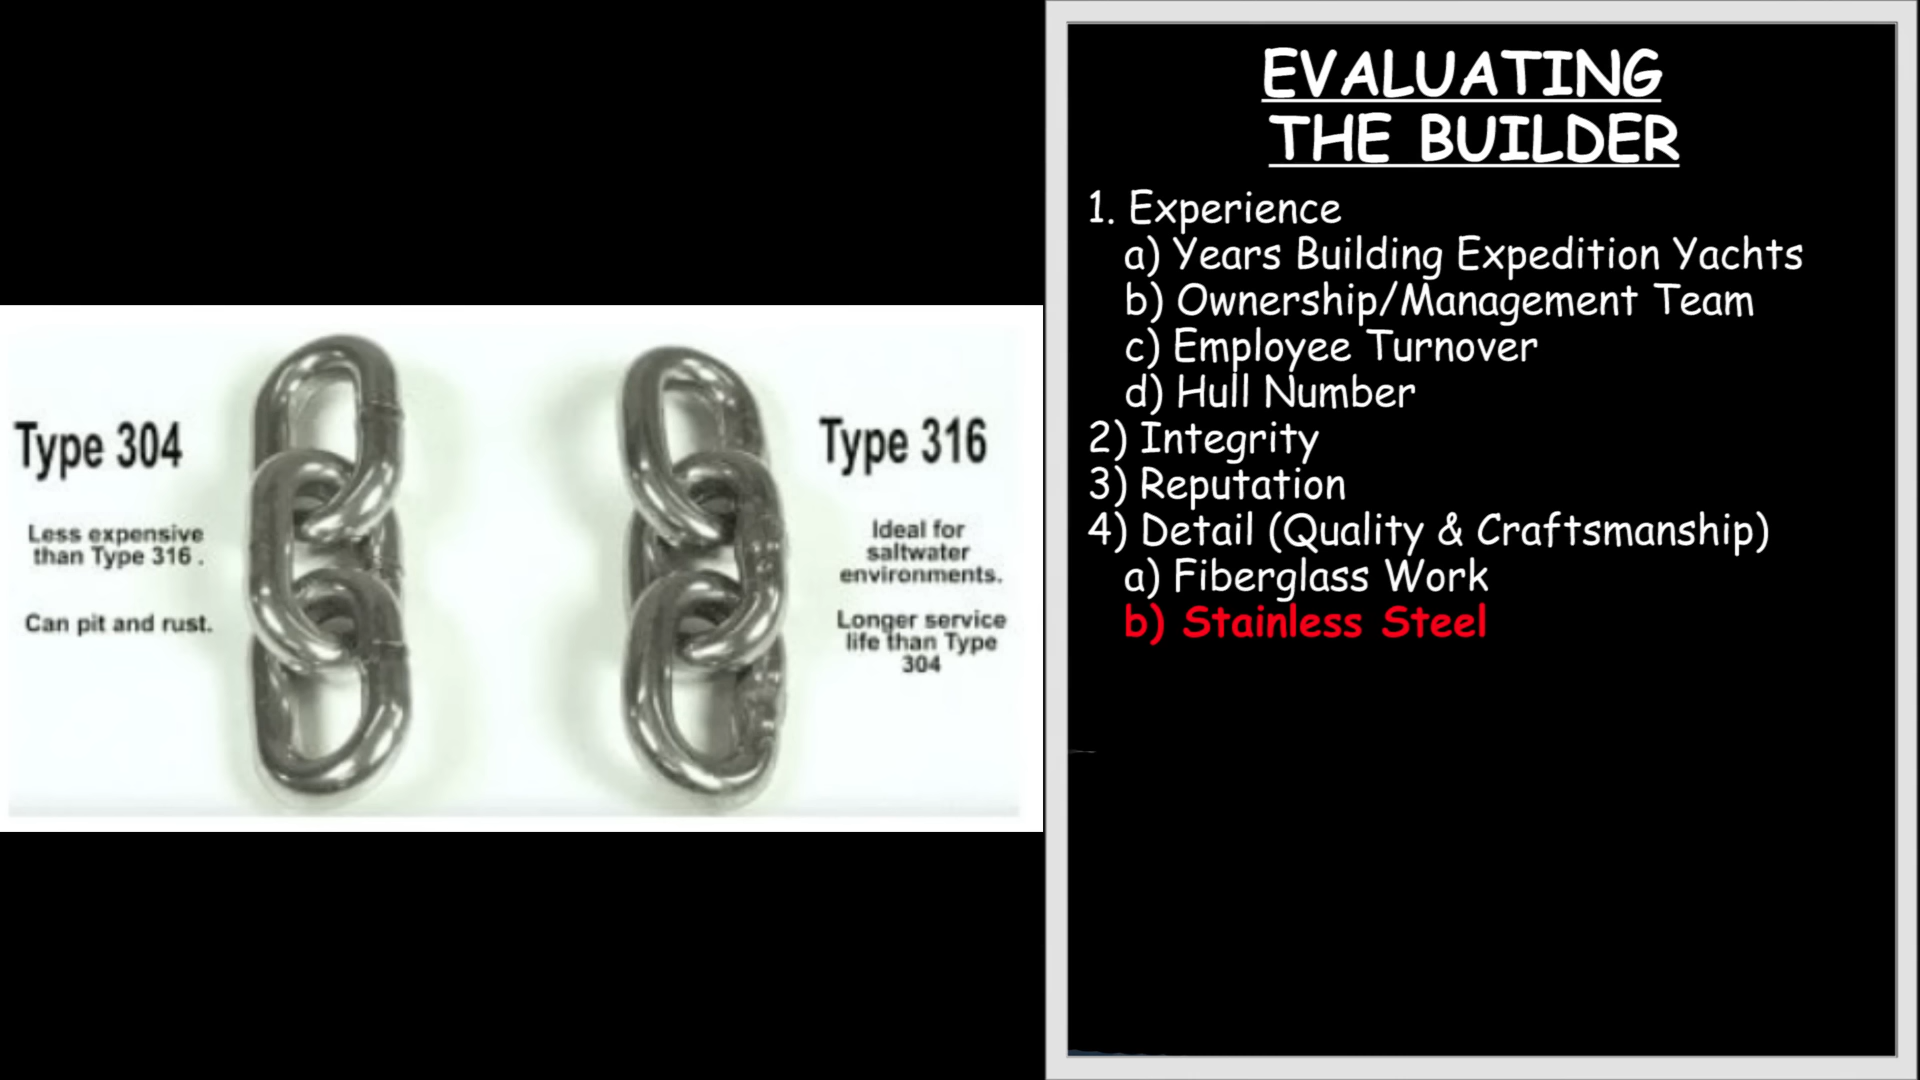 Type 304
Less expensive
than Type 316 .
Can pit and rust.
Type 316
Ideal for
saltwater
environments.
Longer service
life than Type
304
EVALUATING
THE BUILDER
1. Experience
a) Years Building Expedition Yachts
b) Ownership/Management Team
c) Employee Turnover
d) Hull Number
2) Integrity
3) Reputation
4) Detail (Quality & Craftsmanship)
a) Fiberglass Work
b) Stainless Steel